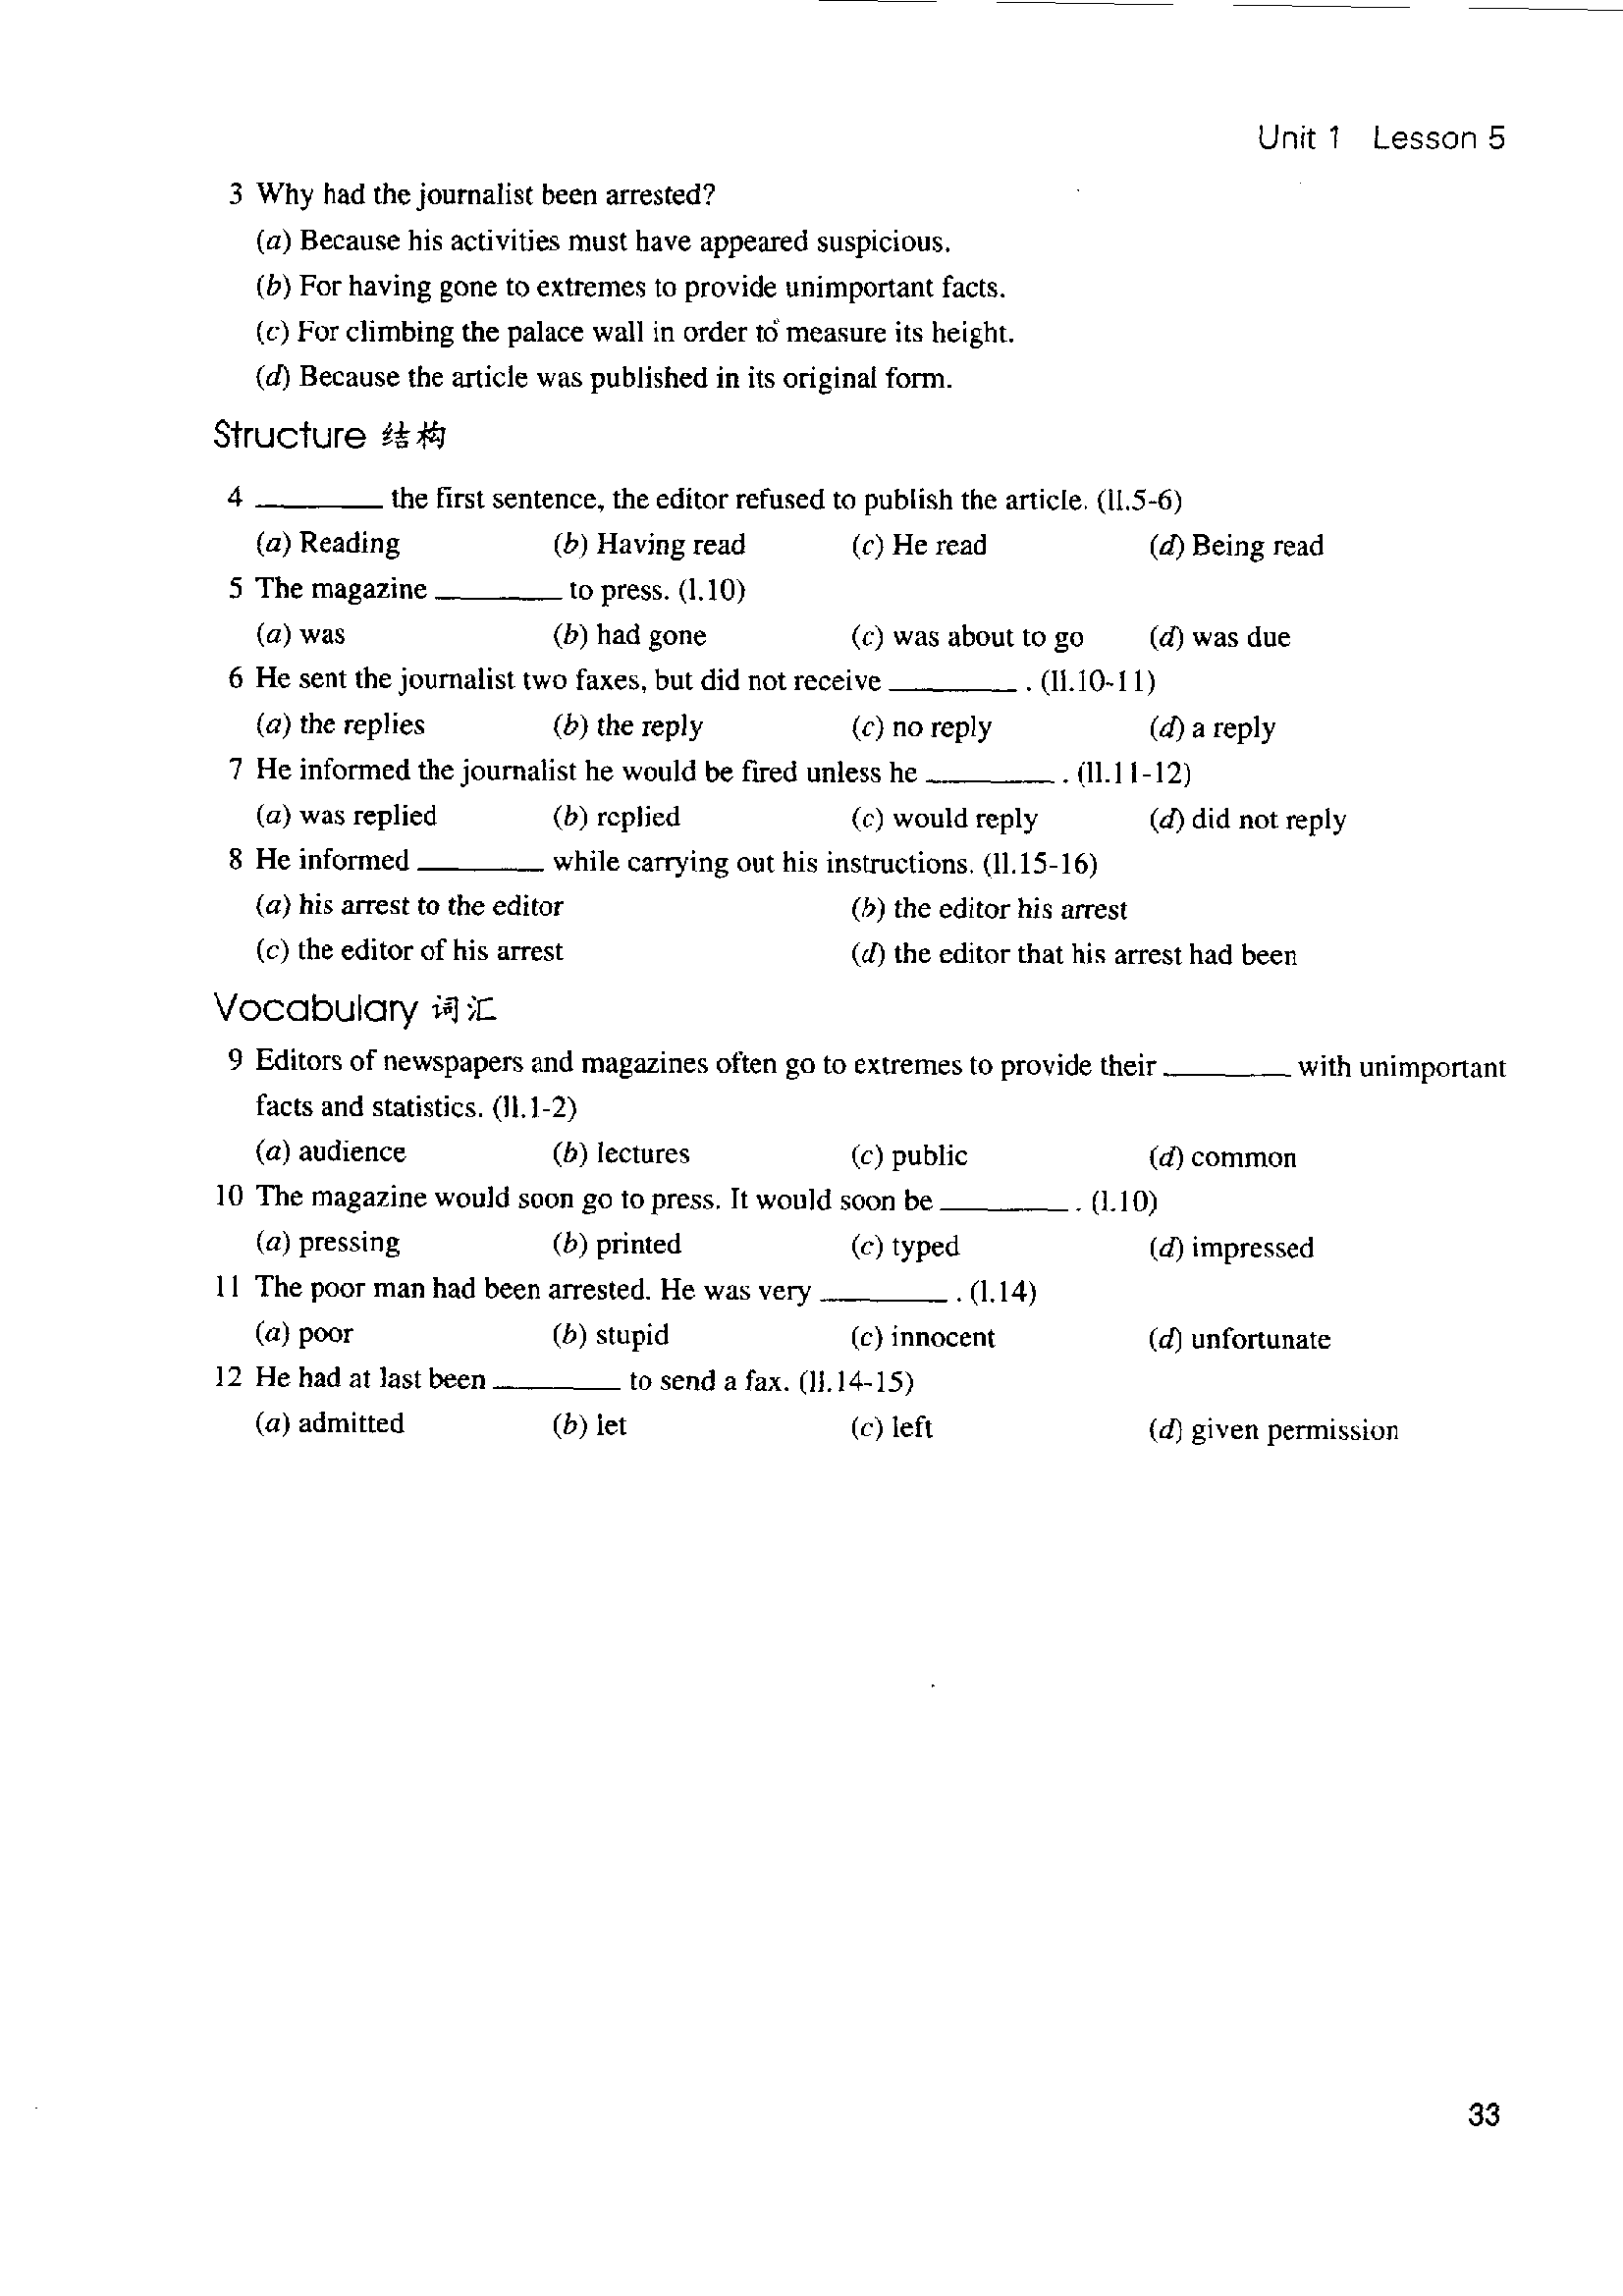 Unit 1 Lesson 5
3 Why had the journalist been arrested?
(a) Because his activities must have appeared suspicious.
(b) For having gone to extremes to provide unimportant facts.
(c) For climbing the palace wall in order to measure its height.
(d) Because the article was published in its original form.
Structure 结构
4 ________ the first sentence, the editor refused to publish the article. (ll.5-6)
(a) Reading (b) Having read (c) He read (d) Being read
5 The magazine ________ to press. (l.10)
(a) was (b) had gone (c) was about to go (d) was due
6 He sent the journalist two faxes, but did not receive ________ . (ll.10-11)
(a) the replies (b) the reply (c) no reply (d) a reply
7 He informed the journalist he would be fired unless he ________ . (ll.11-12)
(a) was replied (b) replied (c) would reply (d) did not reply
8 He informed ________ while carrying out his instructions. (ll.15-16)
(a) his arrest to the editor (b) the editor his arrest
(c) the editor of his arrest (d) the editor that his arrest had been
Vocabulary 词汇
9 Editors of newspapers and magazines often go to extremes to provide their ________ with unimportant
facts and statistics. (ll.1-2)
(a) audience (b) lectures (c) public (d) common
10 The magazine would soon go to press. It would soon be ________ . (l.10)
(a) pressing (b) printed (c) typed (d) impressed
11 The poor man had been arrested. He was very ________ . (l.14)
(a) poor (b) stupid (c) innocent (d) unfortunate
12 He had at last been ________ to send a fax. (ll.14-15)
(a) admitted (b) let (c) left (d) given permission
33